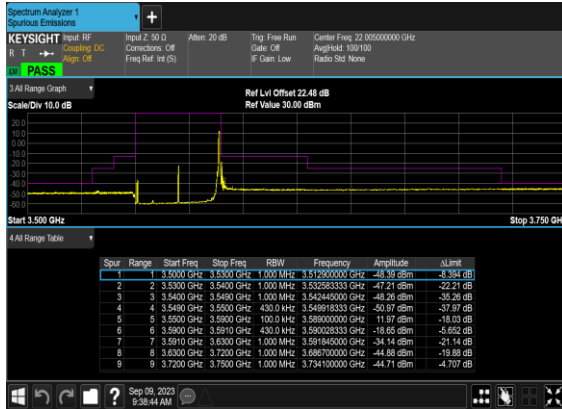 Spectrum Analyzer 1
Spurious Emissions
KEYSIGHT Input: RF Input Z: 50 Ω Atten: 20 dB Trig: Free Run Center Freq: 22.005000000 GHz
R T Coupling: DC Corrections: Off Gate: Off Avg|Hold: 100/100
Align: Off Freq Ref: Int (S) IF Gain: Low Radio Std: None
PASS
3 All Range Graph
Ref Lvl Offset 22.48 dB
Scale/Div 10.0 dB Ref Value 30.00 dBm
20.0
10.0
0.00
-10.0
-20.0
-30.0
-40.0
-50.0
-60.0
Start 3.500 GHz Stop 3.750 GH
4 All Range Table
Spur Range Start Freq Stop Freq RBW Frequency Amplitude ΔLimit
1 1 3.5000 GHz 3.5300 GHz 1.000 MHz 3.512900000 GHz -48.39 dBm -8.394 dB
2 2 3.5300 GHz 3.5400 GHz 1.000 MHz 3.532583333 GHz -47.21 dBm -22.21 dB
3 3 3.5400 GHz 3.5490 GHz 1.000 MHz 3.542445000 GHz -48.26 dBm -35.26 dB
4 4 3.5490 GHz 3.5500 GHz 430.0 kHz 3.549918333 GHz -50.97 dBm -37.97 dB
5 5 3.5500 GHz 3.5900 GHz 100.0 kHz 3.589000000 GHz 11.97 dBm -18.03 dB
6 6 3.5900 GHz 3.5910 GHz 430.0 kHz 3.590028333 GHz -18.65 dBm -5.652 dB
7 7 3.5910 GHz 3.6300 GHz 1.000 MHz 3.591845000 GHz -34.14 dBm -21.14 dB
8 8 3.6300 GHz 3.7200 GHz 1.000 MHz 3.686700000 GHz -44.88 dBm -19.88 dB
9 9 3.7200 GHz 3.7500 GHz 1.000 MHz 3.734100000 GHz -44.71 dBm -4.707 dB
Sep 09, 2023
9:38:44 AM